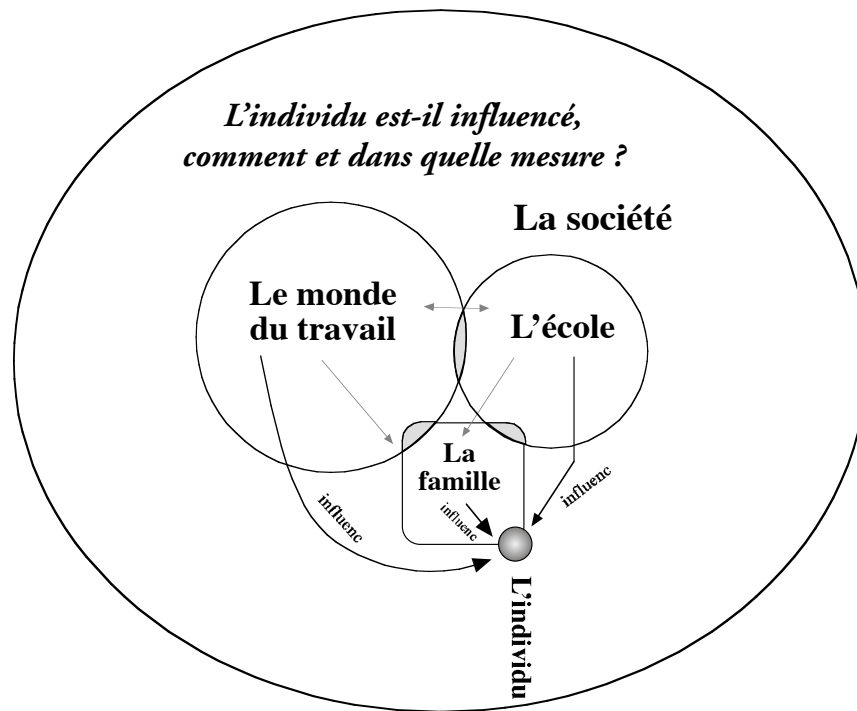 L'individu est-il influencé,
comment et dans quelle mesure ?
La société
Le monde
du travail
L'école
La
famille
influenc
influenc
influenc
L'individu